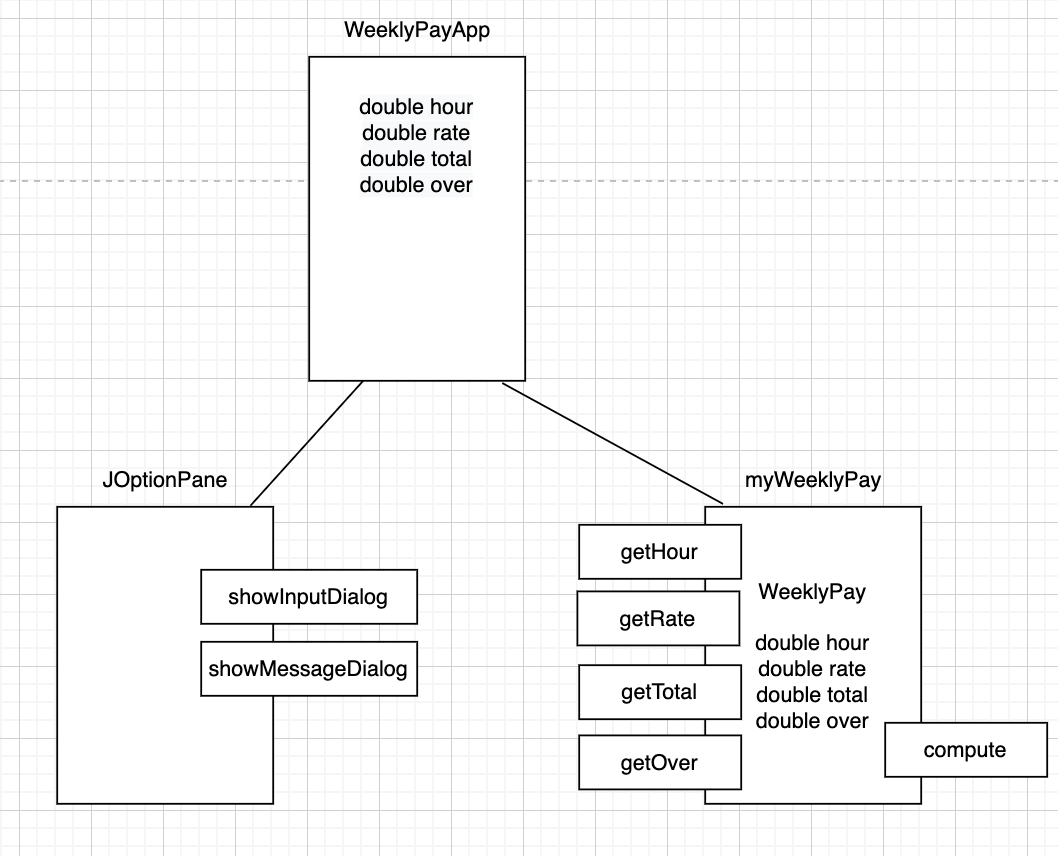 WeeklyPayApp
double hour
double rate
double total
double over
JOptionPane
showInputDialog
showMessageDialog
myWeeklyPay
getHour
getRate
getTotal
getOver
WeeklyPay
double hour
double rate
double total
double over
compute